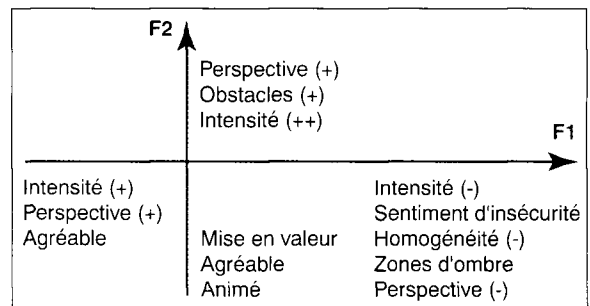 F2
Perspective (+)
Obstacles (+)
Intensité (++)
F1
Intensité (+)
Perspective (+)
Agréable
Mise en valeur
Agréable
Animé
Intensité (-)
Sentiment d'insécurité
Homogénéité (-)
Zones d'ombre
Perspective (-)